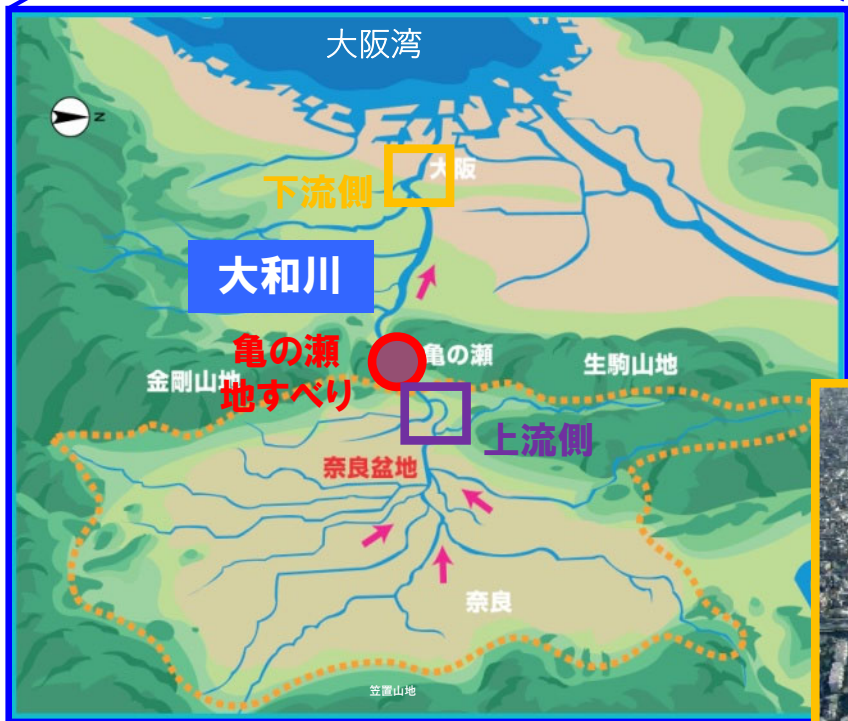 大阪湾
N
大阪
下流側
大和川
亀の瀬
地すべり
亀の瀬
生駒山地
金剛山地
上流側
奈良盆地
奈良
笠置山地